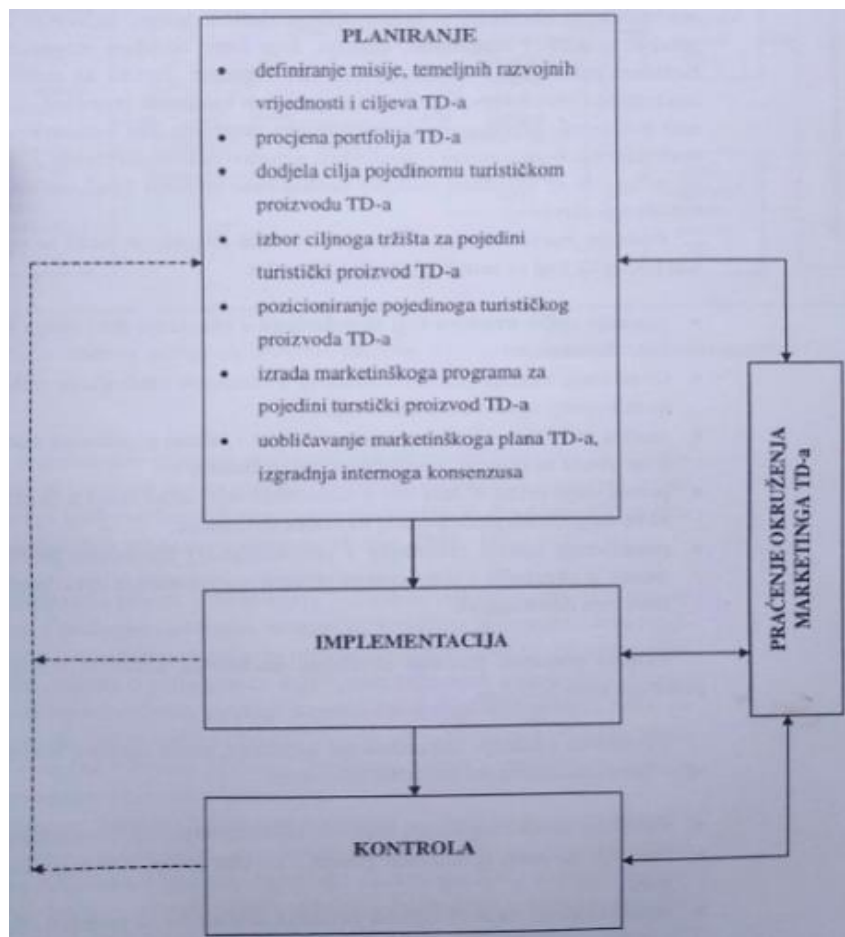 PLANIRANJE
• definiranje misije, temeljnih razvojnih
vrijednosti i ciljeva TD-a
• procjena portfolija TD-a
• dodjela cilja pojedinomu turističkom
proizvodu TD-a
• izbor ciljnoga tržišta za pojedini
turistički proizvod TD-a
• pozicioniranje pojedinoga turističkog
proizvoda TD-a
• izrada marketinškoga programa za
pojedini turstički proizvod TD-a
• uobličavanje marketinškoga plana TD-a,
izgradnja internoga konsenzusa
IMPLEMENTACIJA
KONTROLA
PRAĆENJE OKRUŽENJA
MARKETINGA TD-a